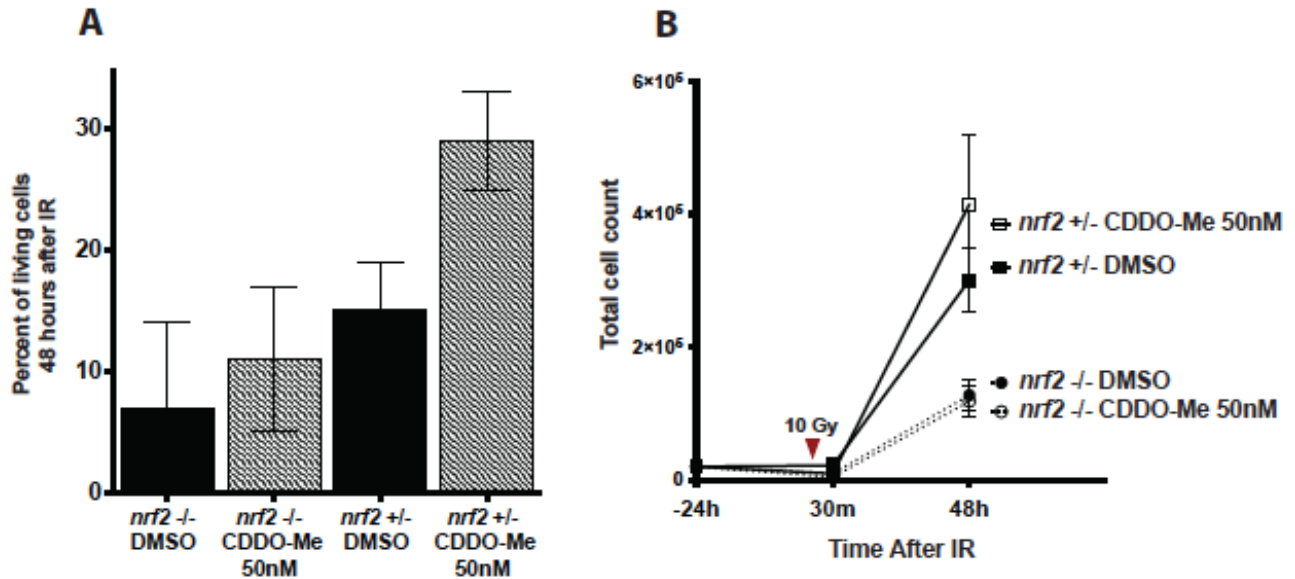 A
Percent of living cells
48 hours after IR
30
20
10
0
nrf2 -/-
DMSO
nrf2 -/-
CDDO-Me
50nM
nrf2 +/-
DMSO
nrf2 +/-
CDDO-Me
50nM
B
Total cell count
6×10⁶
4×10⁶
2×10⁶
0
10 Gy
nrf2 +/- CDDO-Me 50nM
nrf2 +/- DMSO
nrf2 -/- DMSO
nrf2 -/- CDDO-Me 50nM
-24h
30m
48h
Time After IR